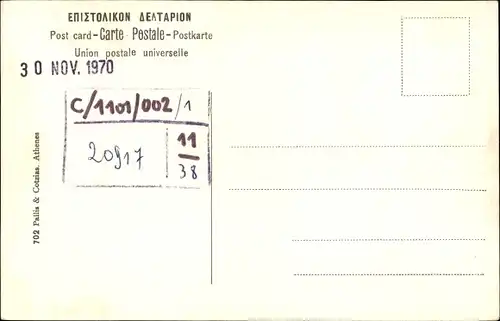 ΕΠΙΣΤΟΛΙΚΟΝ ΔΕΛΤΑΡΙΟΝ
Post card-Carte Postale-Postkarte
Union postale universelle
30 NOV. 1970
C/1101/002/1
20917
11
38
702 Pallis & Cotzias, Athenes